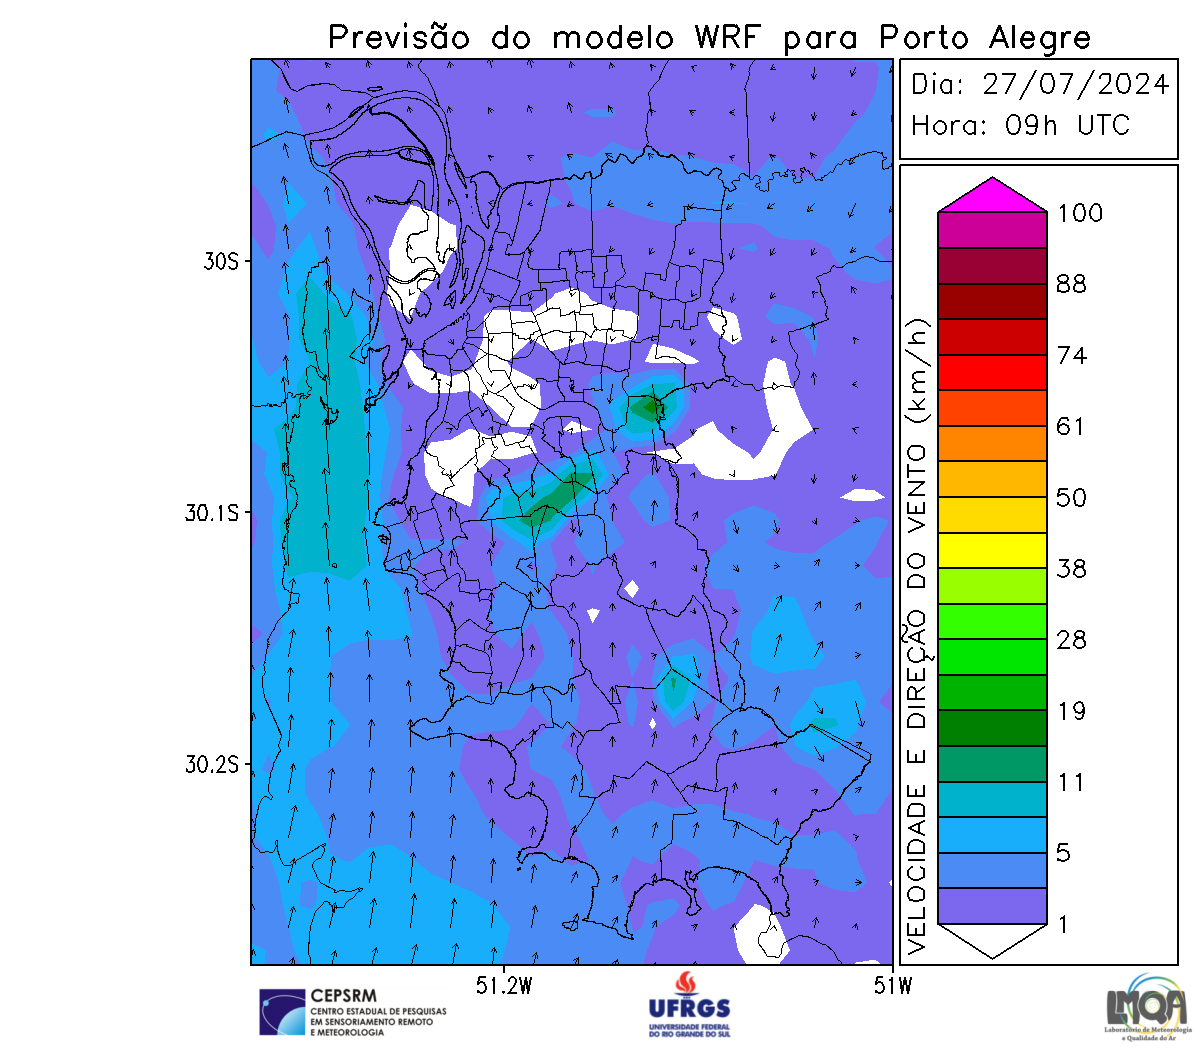 Previsão do modelo WRF para Porto Alegre
Dia: 27/07/2024
Hora: 09h UTC
30S
30.1S
30.2S
51.2W
51W
VELOCIDADE E DIREÇÃO DO VENTO (km/h)
100
88
74
61
50
38
28
19
11
5
1
CEPSRM
CENTRO ESTADUAL DE PESQUISAS
EM SENSORIAMENTO REMOTO
E METEOROLOGIA
UFRGS
UNIVERSIDADE FEDERAL
DO RIO GRANDE DO SUL
LMQA
Laboratório de Meteorologia
e Qualidade do Ar